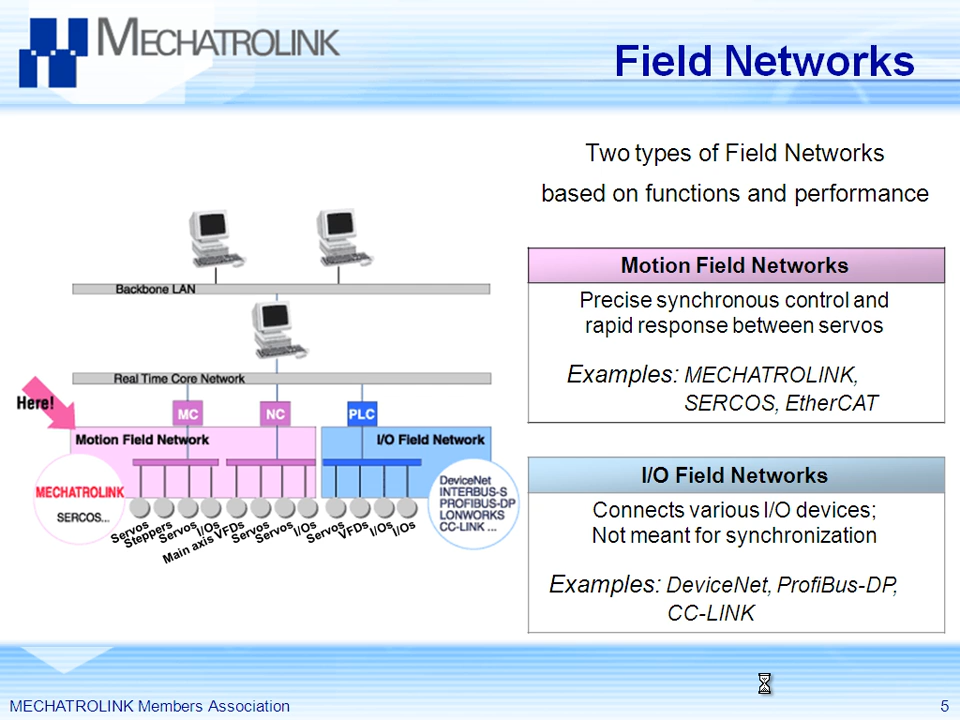 MECHATROLINK
Field Networks
Two types of Field Networks
based on functions and performance
Backbone LAN
Real Time Core Network
Here!
MC
NC
PLC
Motion Field Network
I/O Field Network
MECHATROLINK
SERCOS...
DeviceNet
INTERBUS-S
PROFIBUS-DP
LONWORKS
CC-LINK ...
Servos
Steppers
Servos
I/Os
Main axis VFDs
Servos
Servos
I/Os
Servos
VFDs
I/Os
I/Os
Motion Field Networks
Precise synchronous control and
rapid response between servos
Examples: MECHATROLINK,
SERCOS, EtherCAT
I/O Field Networks
Connects various I/O devices;
Not meant for synchronization
Examples: DeviceNet, ProfiBus-DP,
CC-LINK
MECHATROLINK Members Association
5